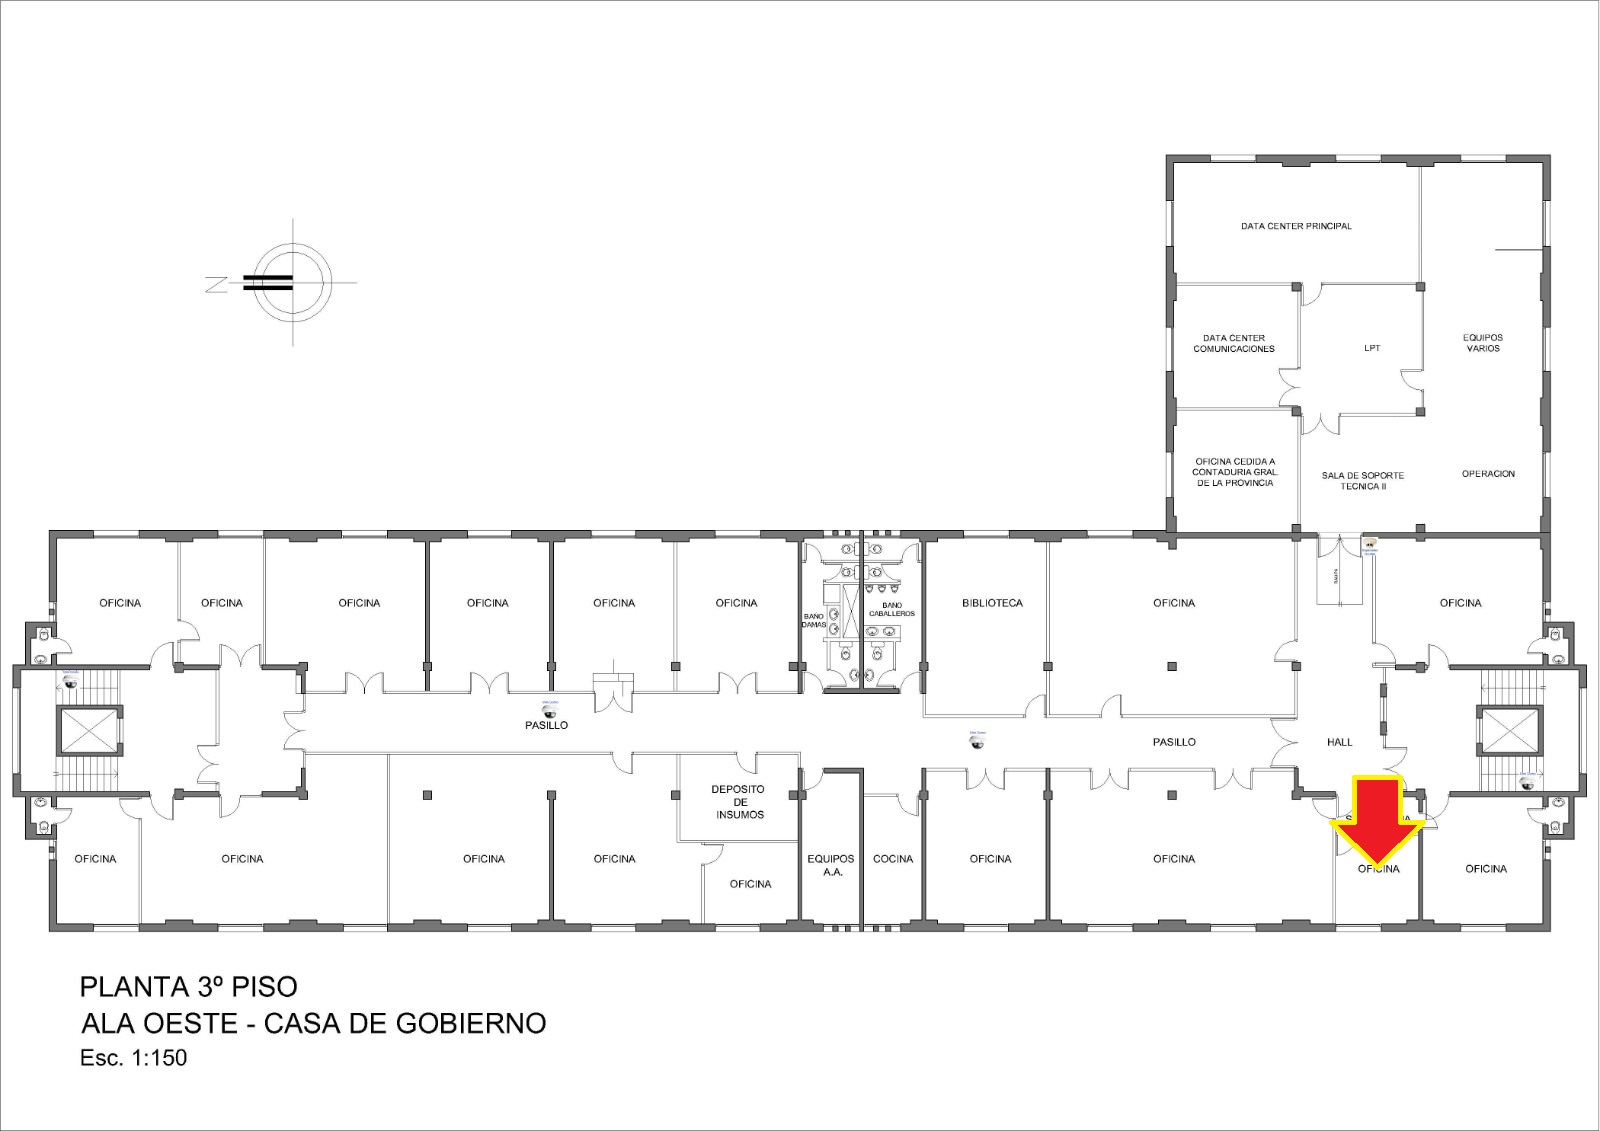 DATA CENTER PRINCIPAL
N
DATA CENTER
COMUNICACIONES
LPT
EQUIPOS
VARIOS
OFICINA CEDIDA A
CONTADURIA GRAL.
DE LA PROVINCIA
SALA DE SOPORTE
TECNICA II
OPERACION
OFICINA
OFICINA
OFICINA
OFICINA
OFICINA
OFICINA
BAÑO
DAMAS
BAÑO
CABALLEROS
BIBLIOTECA
OFICINA
OFICINA
PASILLO
PASILLO
HALL
DEPOSITO
DE
INSUMOS
OFICINA
OFICINA
OFICINA
OFICINA
OFICINA
EQUIPOS
A.A.
COCINA
OFICINA
OFICINA
OFICINA
OFICINA
PLANTA 3º PISO
ALA OESTE - CASA DE GOBIERNO
Esc. 1:150